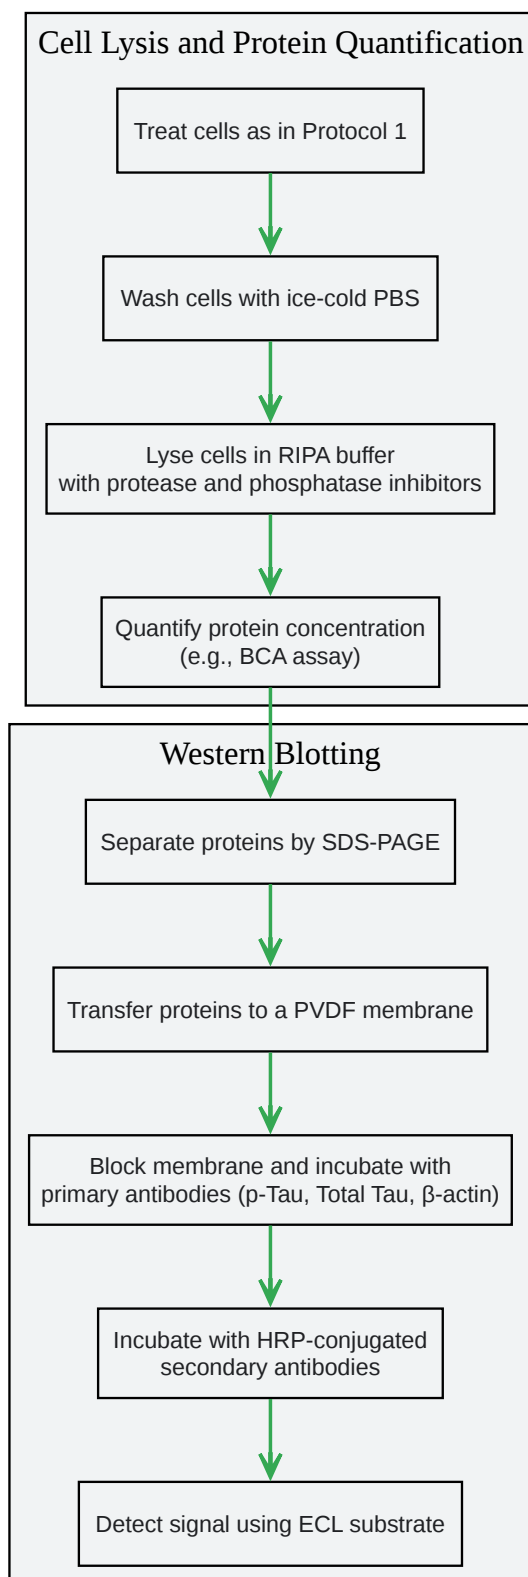 Cell Lysis and Protein Quantification
Treat cells as in Protocol 1
Wash cells with ice-cold PBS
Lyse cells in RIPA buffer
with protease and phosphatase inhibitors
Quantify protein concentration
(e.g., BCA assay)
Western Blotting
Separate proteins by SDS-PAGE
Transfer proteins to a PVDF membrane
Block membrane and incubate with
primary antibodies (p-Tau, Total Tau, β-actin)
Incubate with HRP-conjugated
secondary antibodies
Detect signal using ECL substrate